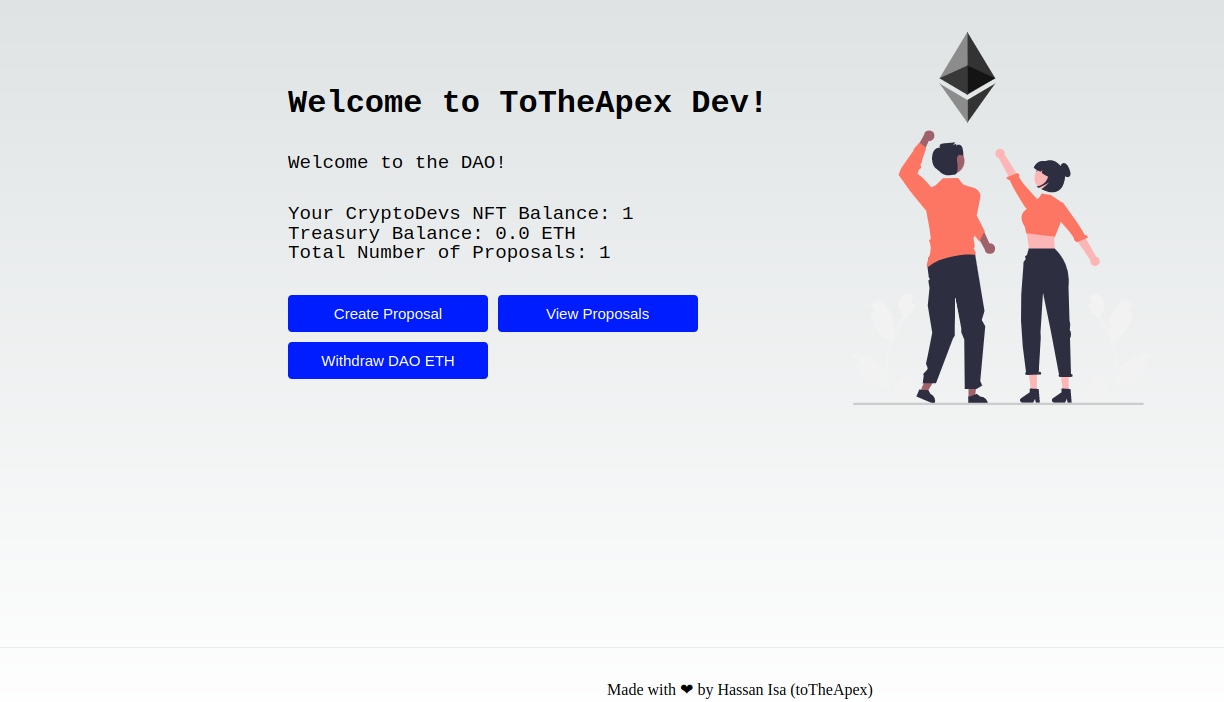 Welcome to ToTheApex Dev!
Welcome to the DAO!
Your CryptoDevs NFT Balance: 1
Treasury Balance: 0.0 ETH
Total Number of Proposals: 1
Create Proposal
View Proposals
Withdraw DAO ETH
Made with ❤ by Hassan Isa (toTheApex)